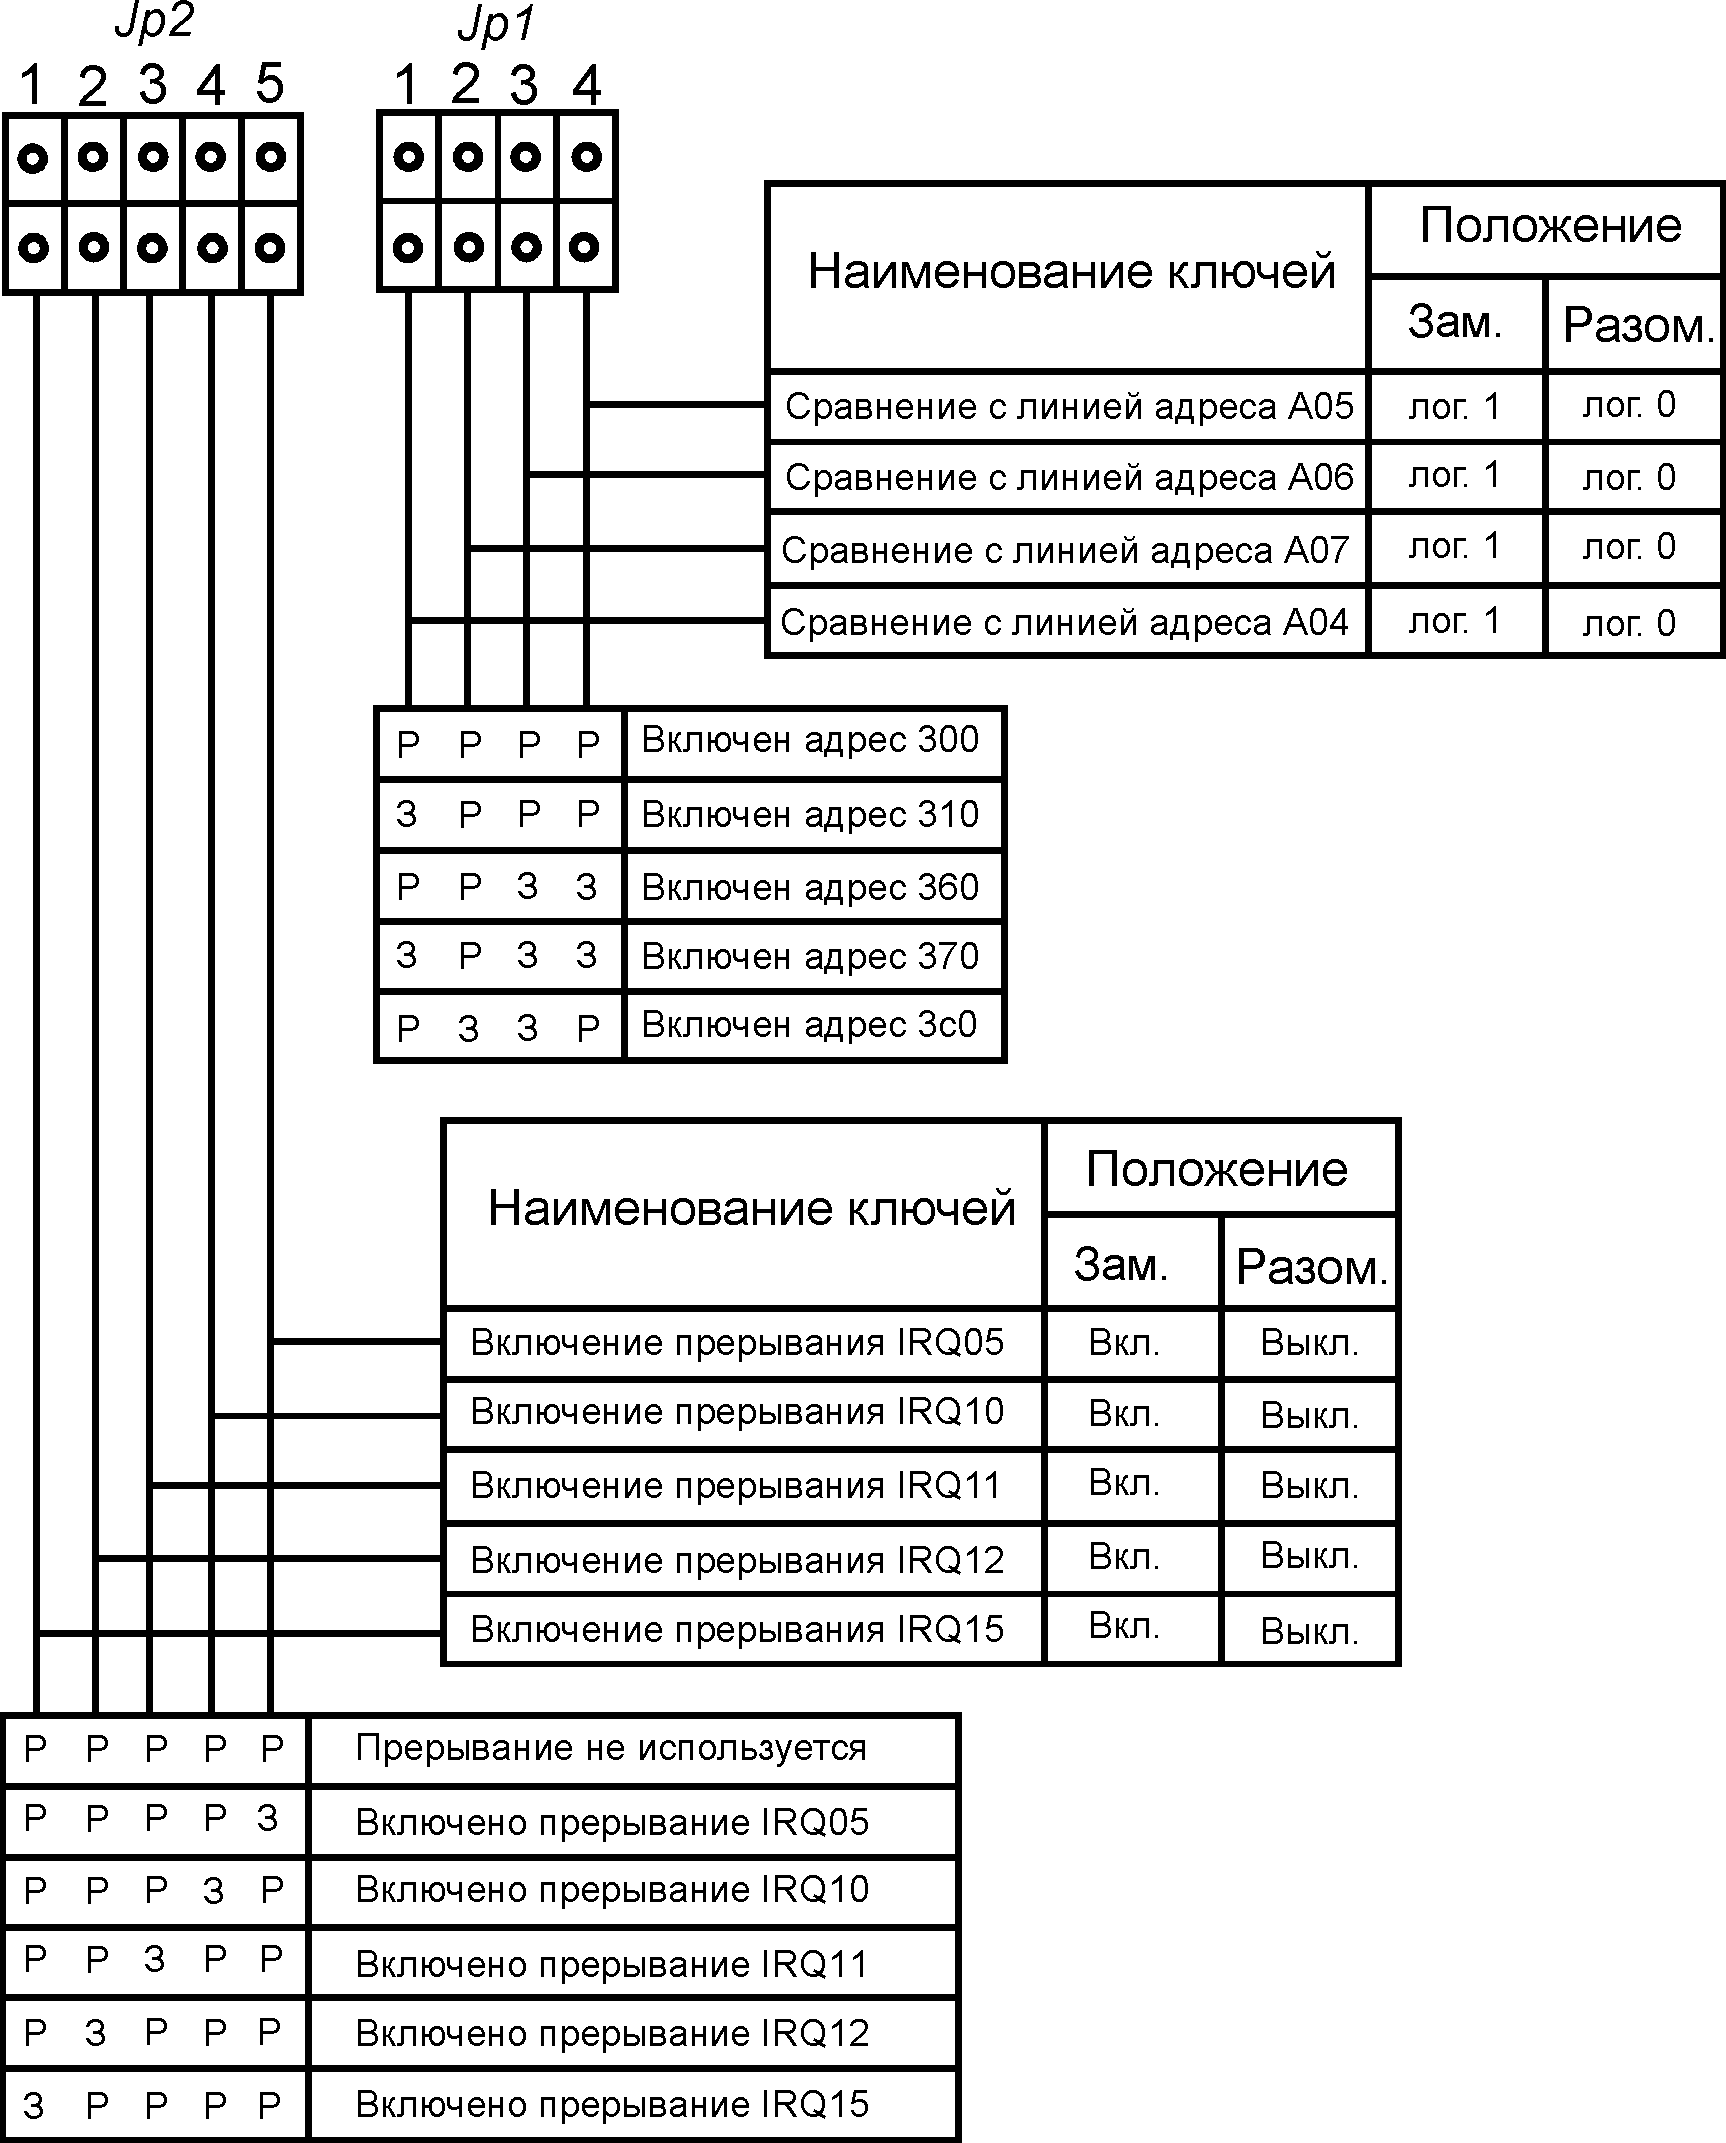 Jp2
1 2 3 4 5
Jp1
1 2 3 4
Наименование ключей
Положение
Зам. Разом.
Сравнение с линией адреса А05 лог. 1 лог. 0
Сравнение с линией адреса А06 лог. 1 лог. 0
Сравнение с линией адреса А07 лог. 1 лог. 0
Сравнение с линией адреса А04 лог. 1 лог. 0
Р Р Р Р Включен адрес 300
З Р Р Р Включен адрес 310
Р Р З З Включен адрес 360
З Р З З Включен адрес 370
Р З З Р Включен адрес 3с0
Наименование ключей
Положение
Зам. Разом.
Включение прерывания IRQ05 Вкл. Выкл.
Включение прерывания IRQ10 Вкл. Выкл.
Включение прерывания IRQ11 Вкл. Выкл.
Включение прерывания IRQ12 Вкл. Выкл.
Включение прерывания IRQ15 Вкл. Выкл.
Р Р Р Р Р Прерывание не используется
Р Р Р Р З Включено прерывание IRQ05
Р Р Р З Р Включено прерывание IRQ10
Р Р З Р Р Включено прерывание IRQ11
Р З Р Р Р Включено прерывание IRQ12
З Р Р Р Р Включено прерывание IRQ15